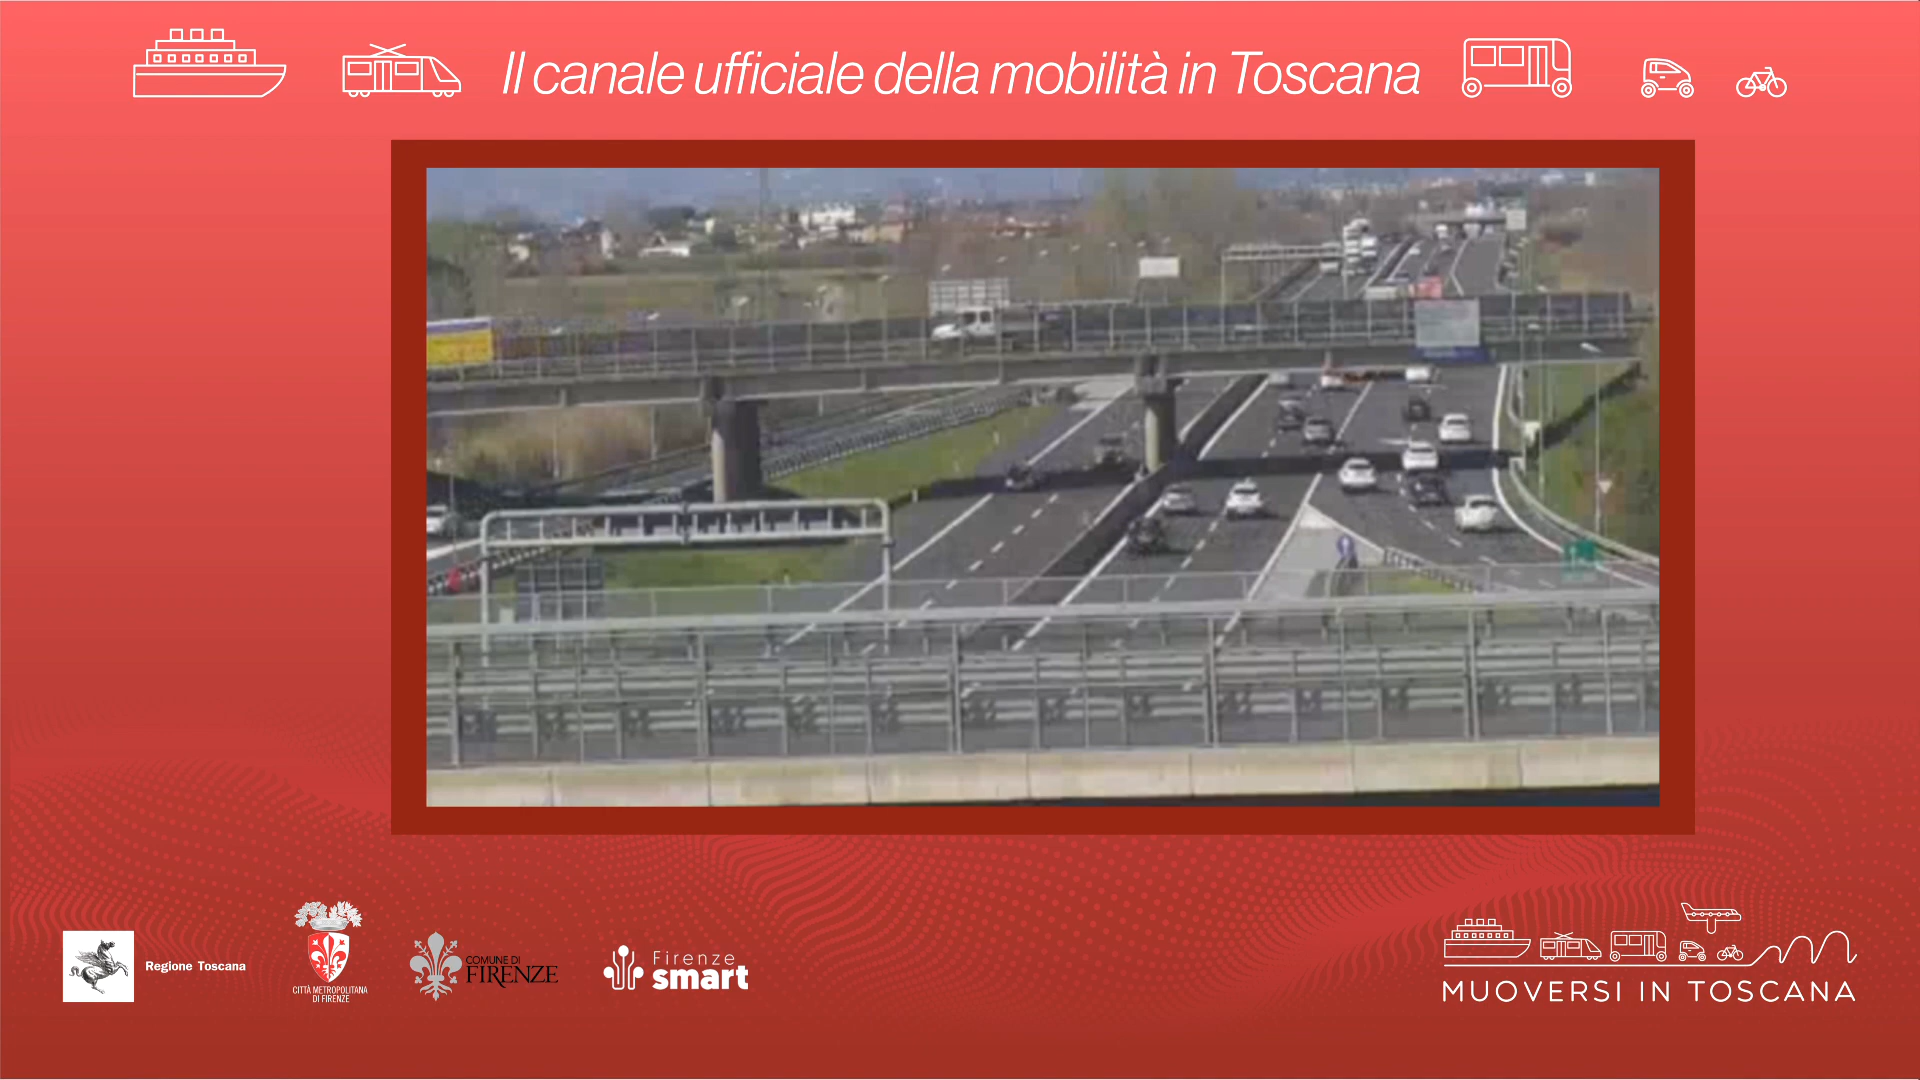 Il canale ufficiale della mobilità in Toscana
Regione Toscana
CITTÀ METROPOLITANA
DI FIRENZE
COMUNE DI
FIRENZE
Firenze
smart
MUOVERSI IN TOSCANA